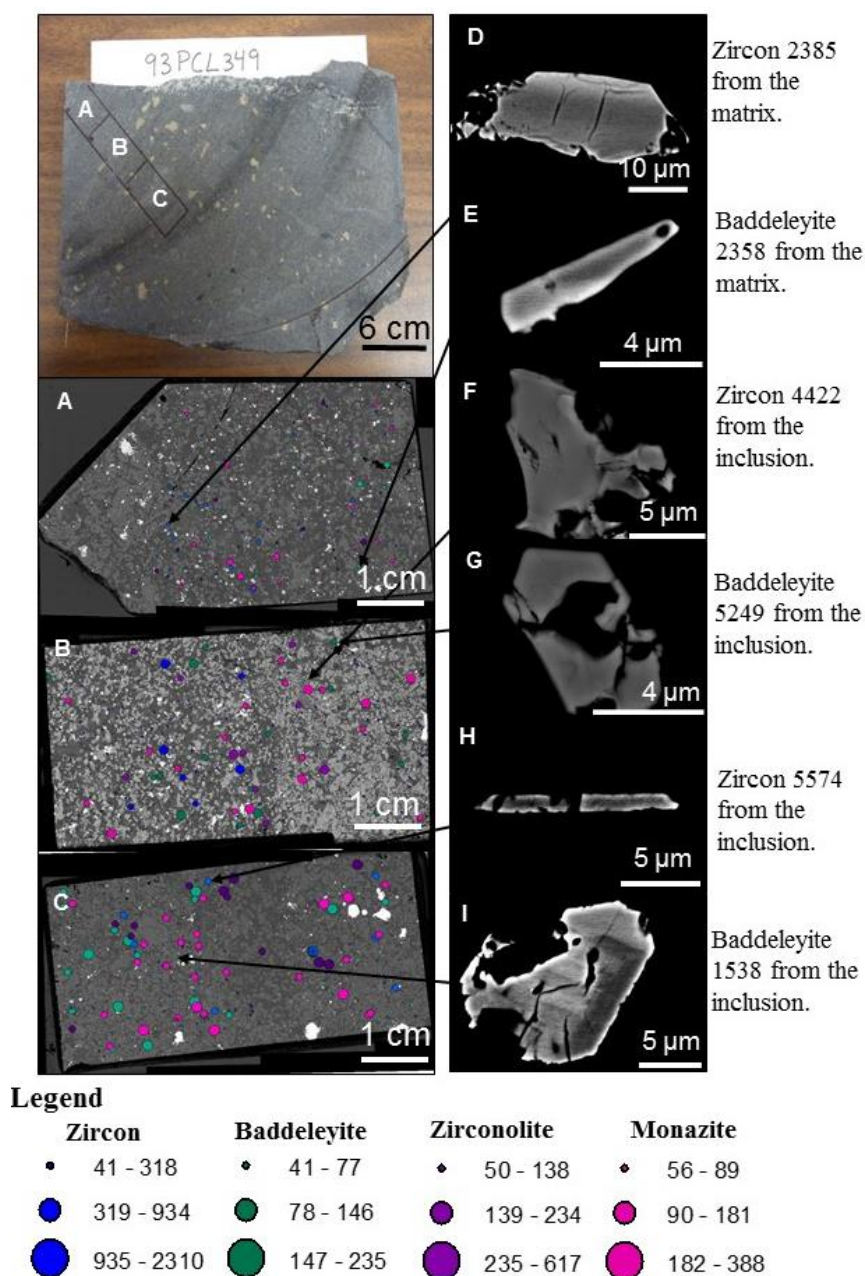 93PCL349
A
B
C
6 cm
A
1 cm
B
1 cm
C
1 cm
D
10 µm
Zircon 2385
from the
matrix.
E
4 µm
Baddeleyite
2358 from the
matrix.
F
5 µm
Zircon 4422
from the
inclusion.
G
4 µm
Baddeleyite
5249 from the
inclusion.
H
5 µm
Zircon 5574
from the
inclusion.
I
5 µm
Baddeleyite
1538 from the
inclusion.
Legend
Zircon Baddeleyite Zirconolite Monazite
41 - 318 41 - 77 50 - 138 56 - 89
319 - 934 78 - 146 139 - 234 90 - 181
935 - 2310 147 - 235 235 - 617 182 - 388